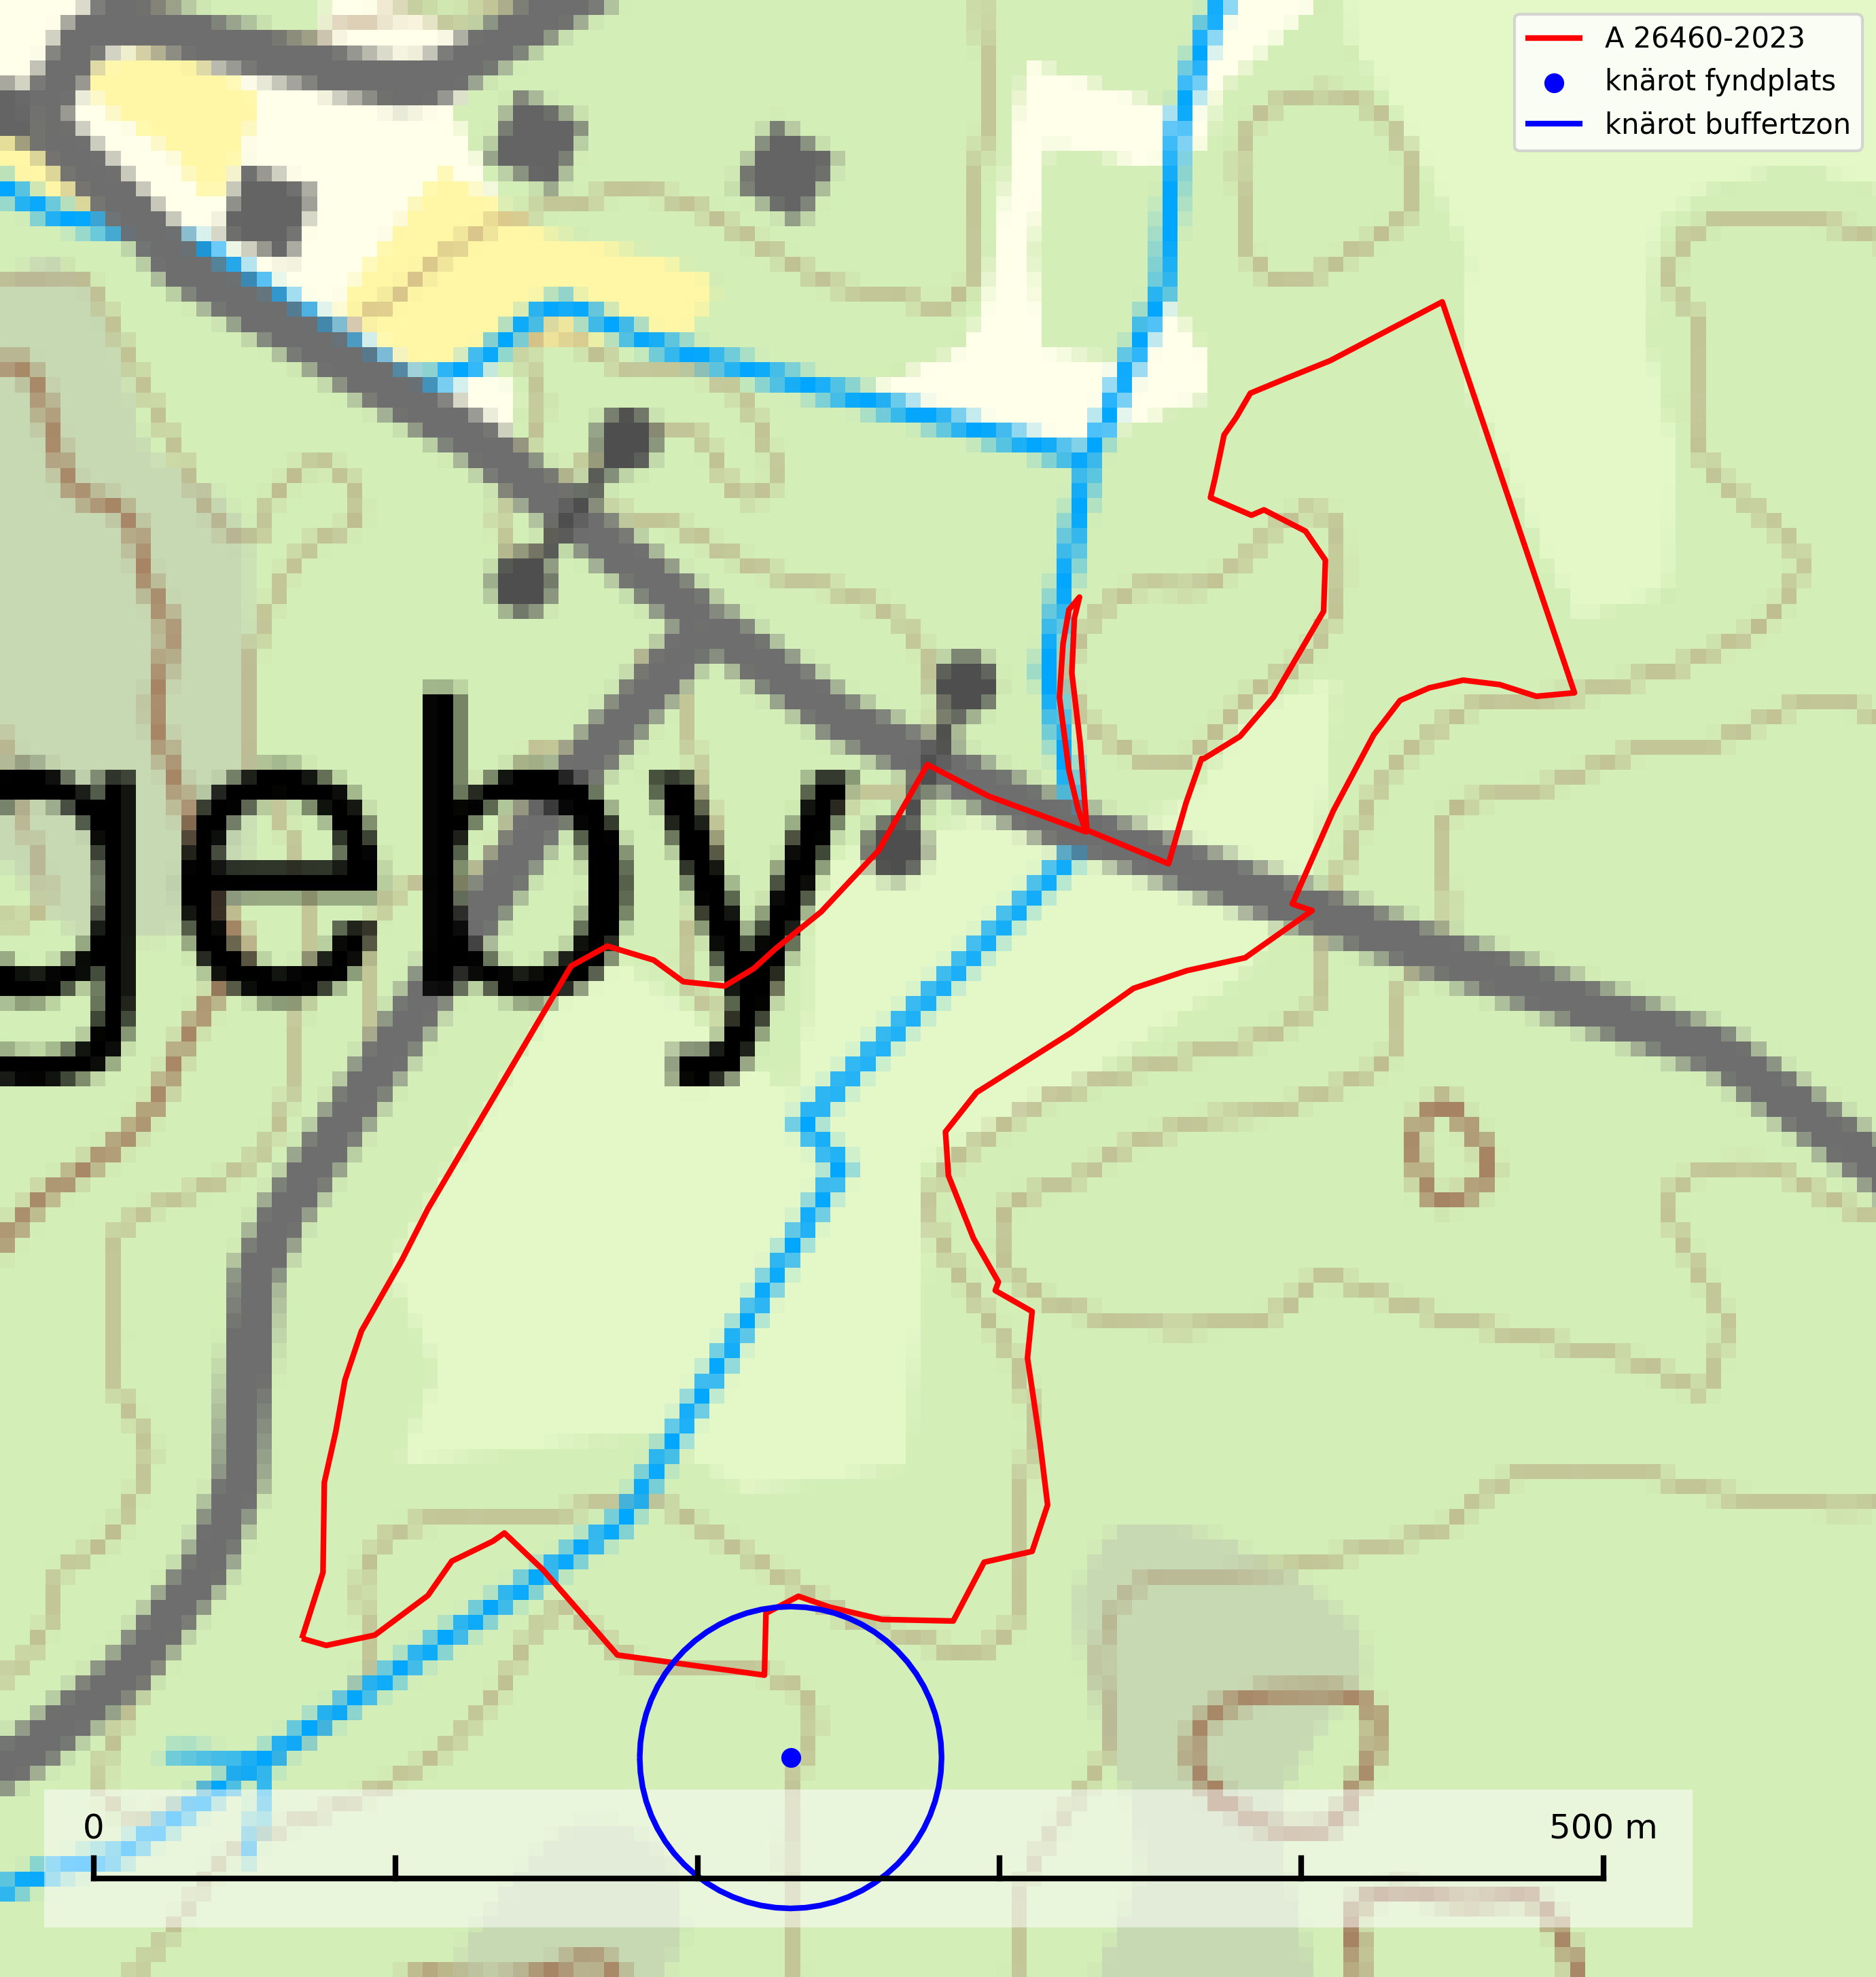 A 26460-2023
knärot fyndplats
knärot buffertzon
geby
0 500 m